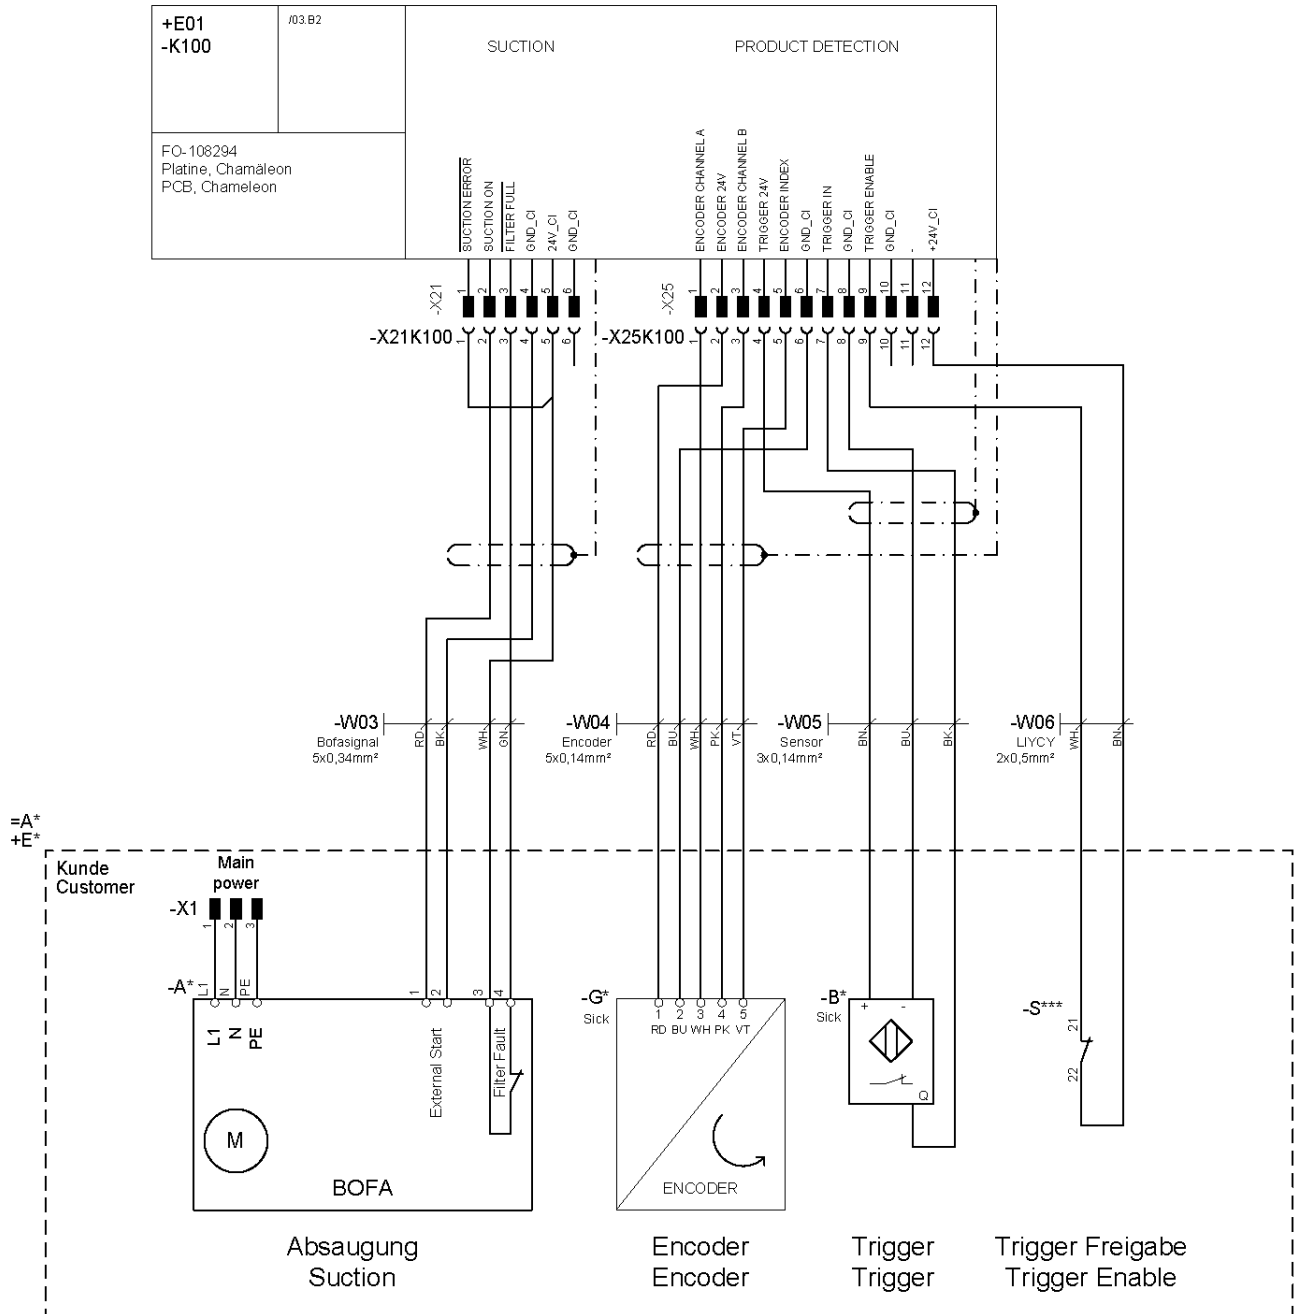 +E01
-K100
/03.B2
SUCTION
PRODUCT DETECTION
FO-108294
Platine, Chamäleon
PCB, Chameleon
SUCTION ERROR
SUCTION ON
FILTER FULL
GND_CI
24V_CI
GND_CI
ENCODER CHANNEL A
ENCODER 24V
ENCODER CHANNEL B
TRIGGER 24V
ENCODER INDEX
GND_CI
TRIGGER IN
GND_CI
TRIGGER ENABLE
GND_CI
-
+24V_CI
-X21
1 2 3 4 5 6
-X25
1 2 3 4 5 6 7 8 9 10 11 12
-X21K100
1 2 3 4 5 6
-X25K100
1 2 3 4 5 6 7 8 9 10 11 12
-W03
Bofasignal
5x0,34mm²
RD BK WH GN
-W04
Encoder
5x0,14mm²
RD BU WH PK VT
-W05
Sensor
3x0,14mm²
BN BU BK
-W06
LIYCY
2x0,5mm²
WH BN
=A*
+E*
Kunde
Customer
Main
power
-X1
1 2 3
-A*
L1 N PE
1 2 3 4
L1 N PE
External Start
Filter Fault
M
BOFA
-G*
Sick
1 2 3 4 5
RD BU WH PK VT
ENCODER
-B*
Sick
+ -
Q
-S***
21
22
Absaugung
Suction
Encoder
Encoder
Trigger
Trigger
Trigger Freigabe
Trigger Enable